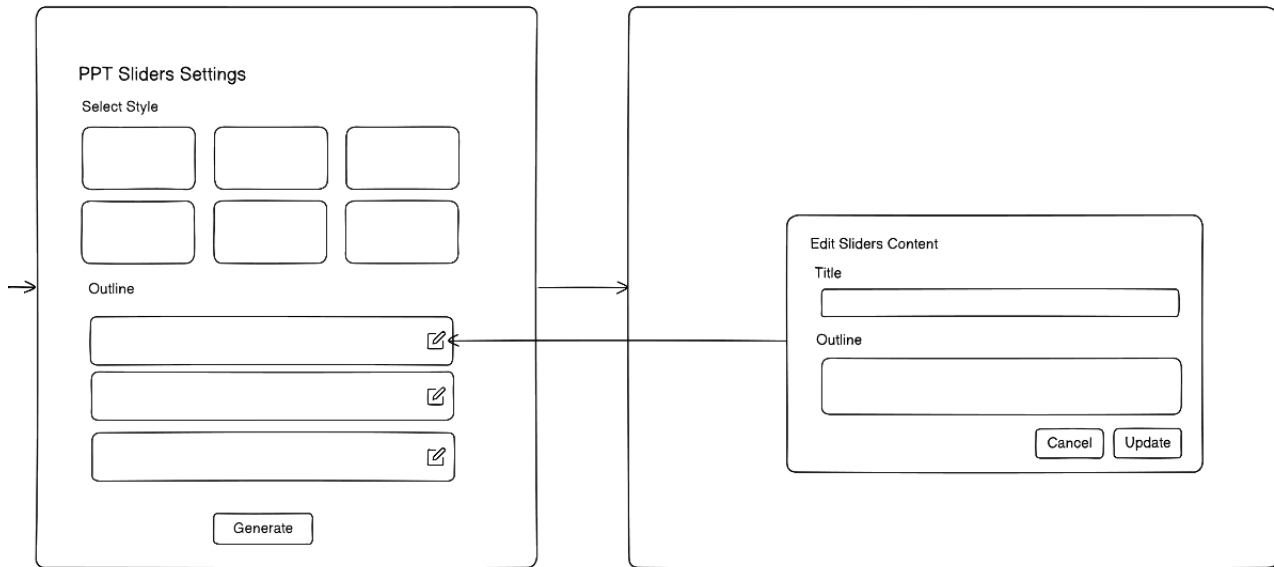 PPT Sliders Settings
Select Style
Outline
Generate
Edit Sliders Content
Title
Outline
Cancel
Update